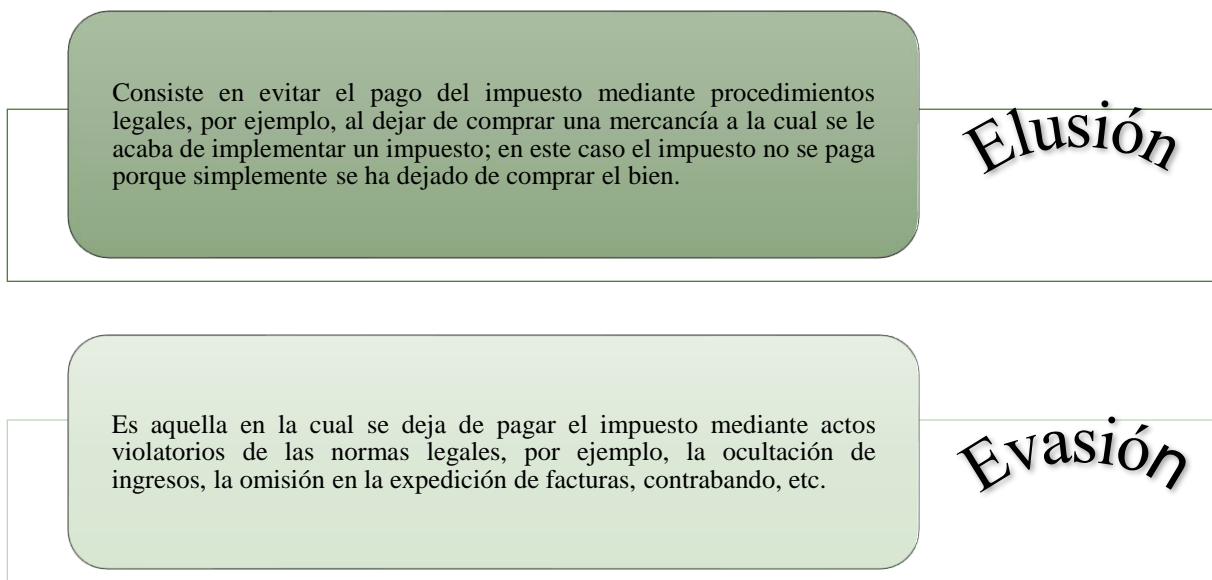 Consiste en evitar el pago del impuesto mediante procedimientos
legales, por ejemplo, al dejar de comprar una mercancía a la cual se le
acaba de implementar un impuesto; en este caso el impuesto no se paga
porque simplemente se ha dejado de comprar el bien.
Elusión
Es aquella en la cual se deja de pagar el impuesto mediante actos
violatorios de las normas legales, por ejemplo, la ocultación de
ingresos, la omisión en la expedición de facturas, contrabando, etc.
Evasión